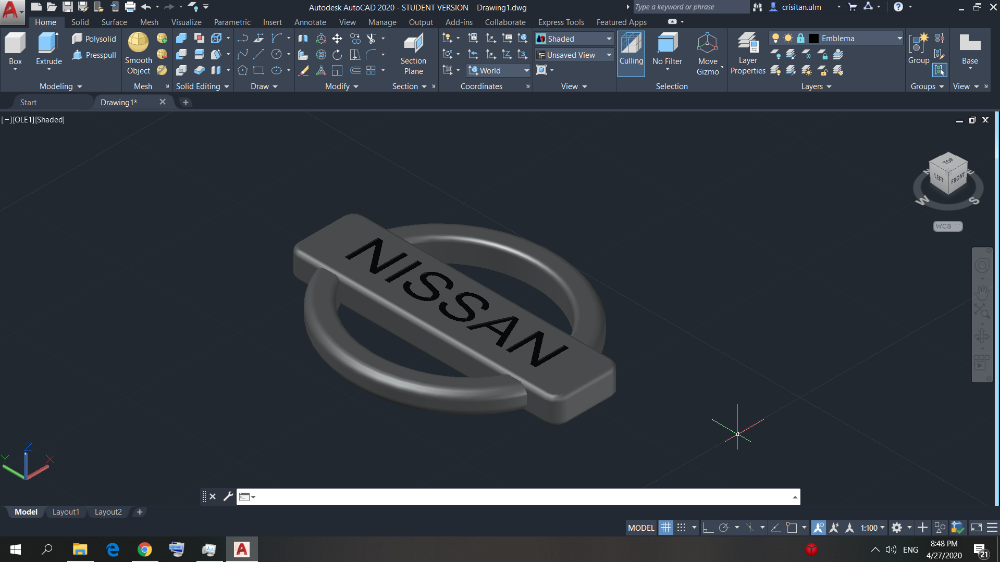 Autodesk AutoCAD 2020 - STUDENT VERSION Drawing1.dwg
Type a keyword or phrase
crisitan.ulm
Home Solid Surface Mesh Visualize Parametric Insert Annotate View Manage Output Add-ins Collaborate Express Tools Featured Apps
Box
Extrude
Polysolid
Presspull
Modeling
Smooth
Object
Mesh
Solid Editing
Draw
Modify
Section
Plane
Section
World
Coordinates
Shaded
Unsaved View
View
Culling
No Filter
Move
Gizmo
Selection
Layer
Properties
Emblema
Layers
Group
Groups
Base
View
Start
Drawing1*
[−][OLE1][Shaded]
TOP
LEFT
FRONT
N
E
W
S
WCS
NISSAN
Z
Y
X
Model Layout1 Layout2
MODEL
1:100
ENG
8:48 PM
4/27/2020
21